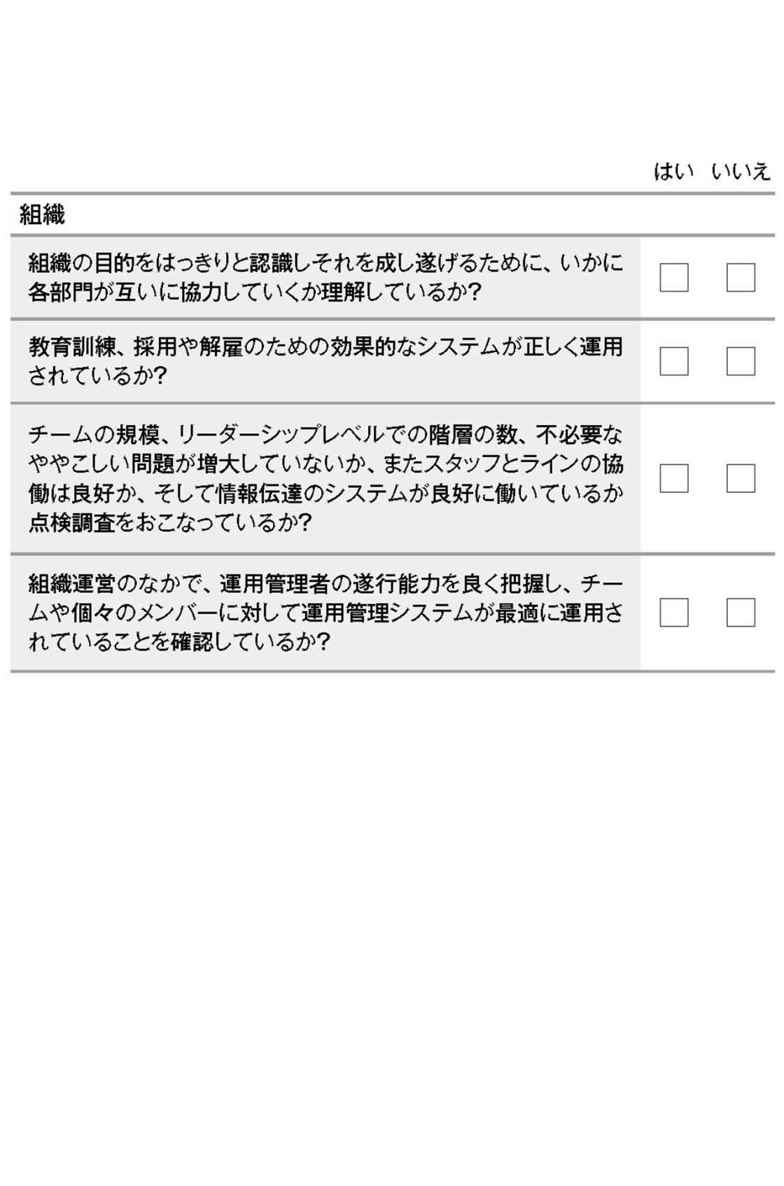 はい いいえ
組織
組織の目的をはっきりと認識しそれを成し遂げるために、いかに
各部門が互いに協力していくか理解しているか?
教育訓練、採用や解雇のための効果的なシステムが正しく運用
されているか?
チームの規模、リーダーシップレベルでの階層の数、不必要な
ややこしい問題が増大していないか、またスタッフとラインの協
働は良好か、そして情報伝達のシステムが良好に働いているか
点検調査をおこなっているか?
組織運営のなかで、運用管理者の遂行能力を良く把握し、チー
ムや個々のメンバーに対して運用管理システムが最適に運用さ
れていることを確認しているか?